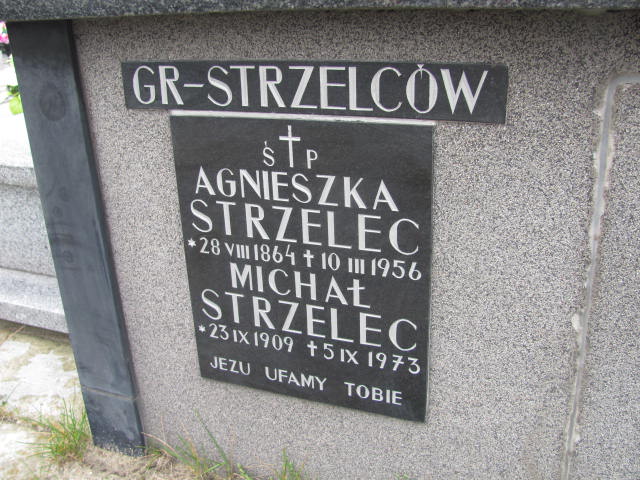 GR-STRZELCÓW
Ś † P
AGNIESZKA
STRZELEC
*28 VIII 1864 † 10 III 1956
MICHAŁ
STRZELEC
*23 IX 1909 † 5 IX 1973
JEZU UFAMY TOBIE